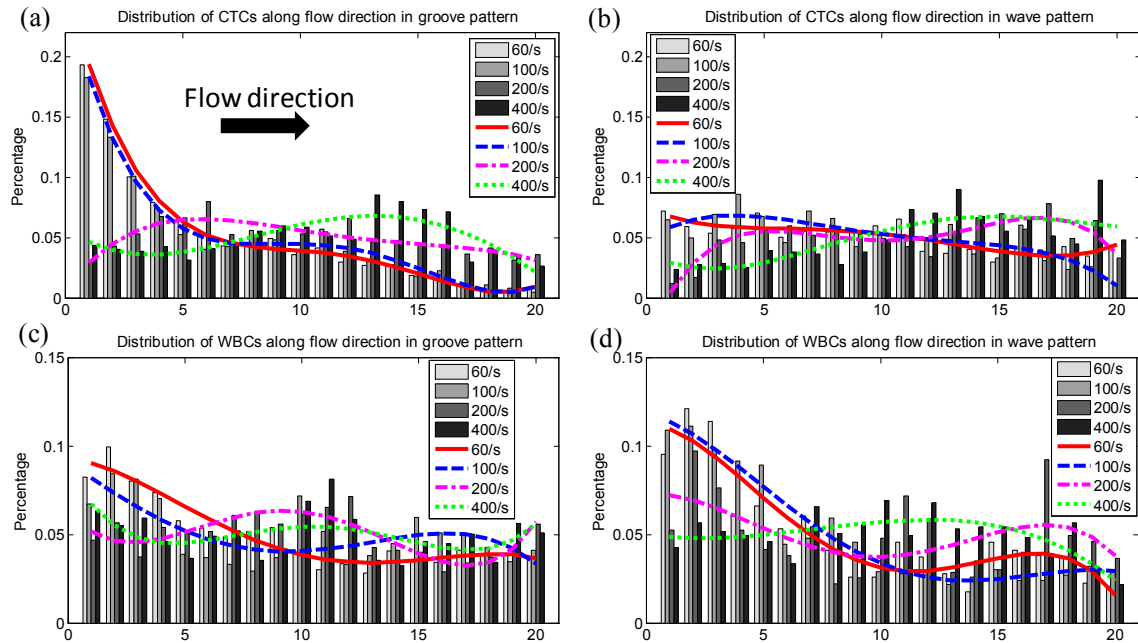 (a)
Distribution of CTCs along flow direction in groove pattern
0.2
0.15
0.1
0.05
0
Percentage
Flow direction
60/s
100/s
200/s
400/s
60/s
100/s
200/s
400/s
0 5 10 15 20
(b)
Distribution of CTCs along flow direction in wave pattern
0.2
0.15
0.1
0.05
0
Percentage
60/s
100/s
200/s
400/s
60/s
100/s
200/s
400/s
0 5 10 15 20
(c)
Distribution of WBCs along flow direction in groove pattern
0.15
0.1
0.05
0
Percentage
60/s
100/s
200/s
400/s
60/s
100/s
200/s
400/s
0 5 10 15 20
(d)
Distribution of WBCs along flow direction in wave pattern
0.15
0.1
0.05
0
Percentage
60/s
100/s
200/s
400/s
60/s
100/s
200/s
400/s
0 5 10 15 20